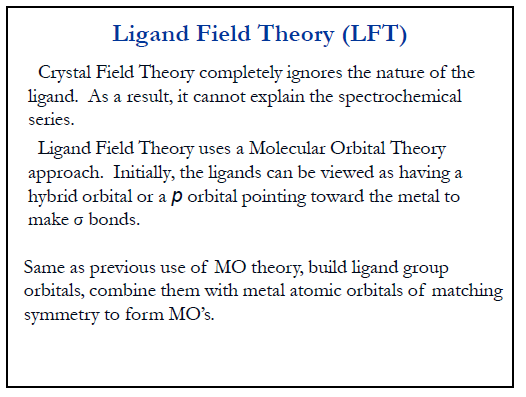 Ligand Field Theory (LFT)
Crystal Field Theory completely ignores the nature of the
ligand. As a result, it cannot explain the spectrochemical
series.
Ligand Field Theory uses a Molecular Orbital Theory
approach. Initially, the ligands can be viewed as having a
hybrid orbital or a p orbital pointing toward the metal to
make σ bonds.
Same as previous use of MO theory, build ligand group
orbitals, combine them with metal atomic orbitals of matching
symmetry to form MO’s.